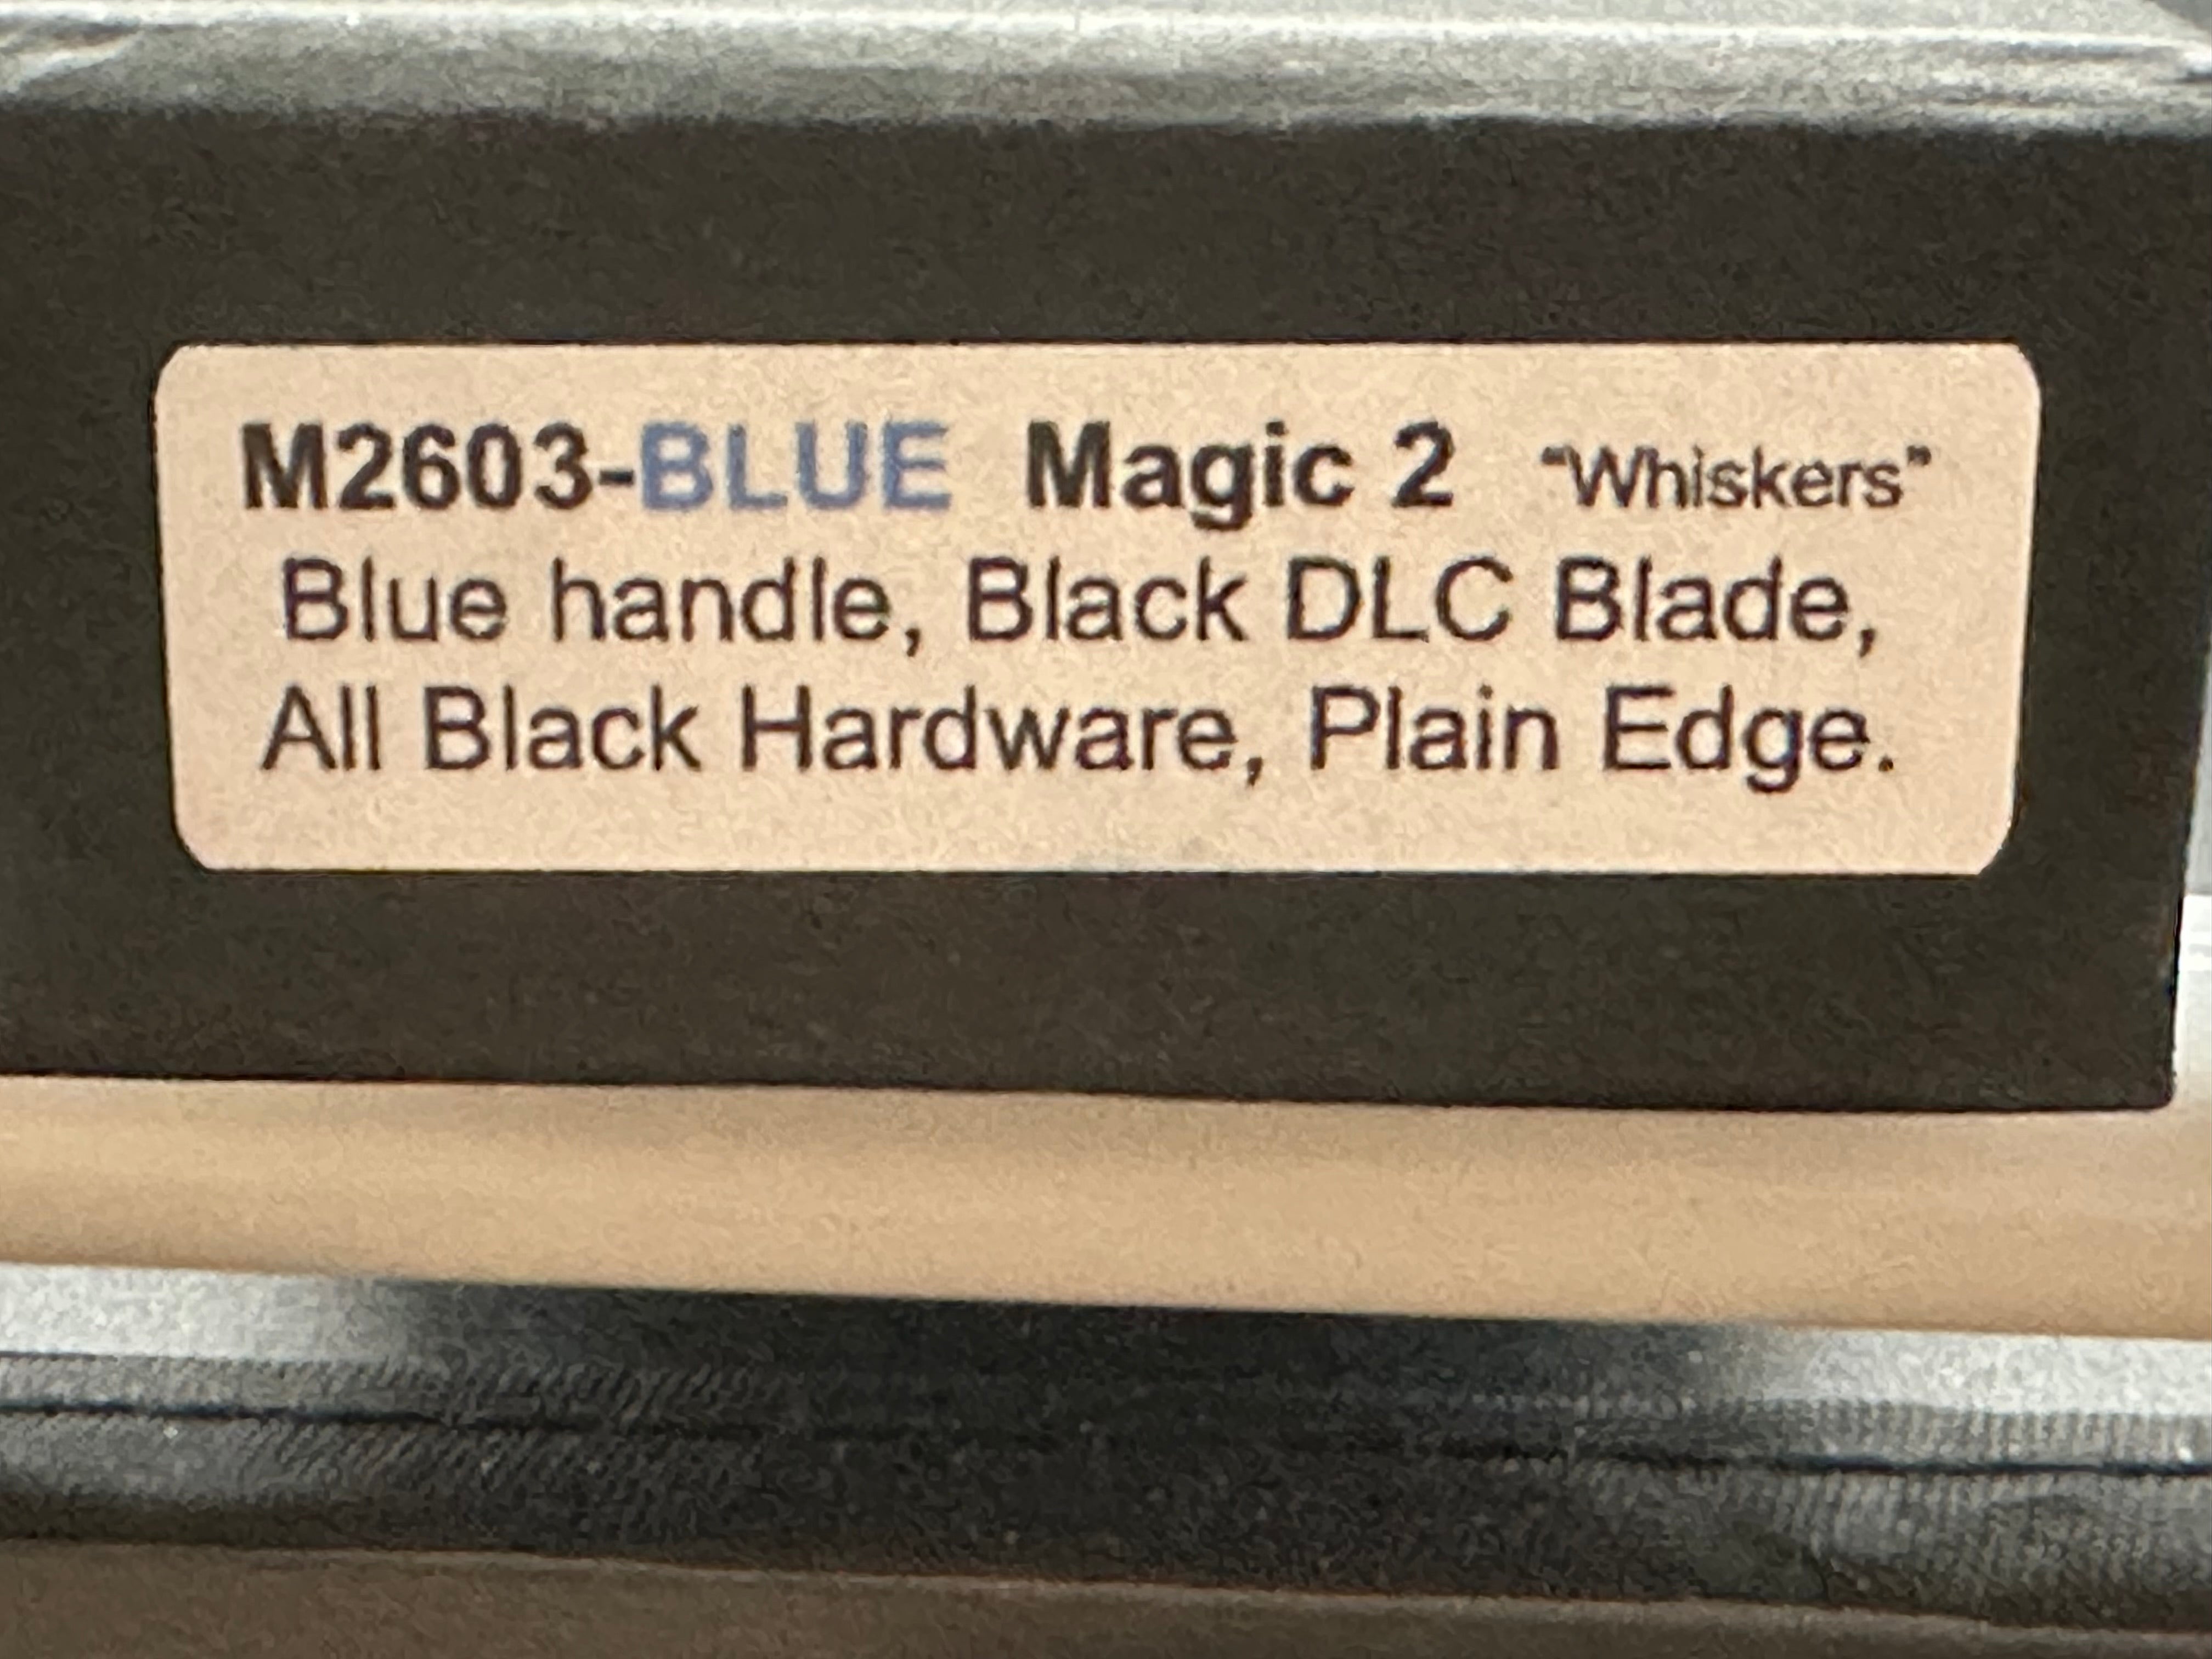 M2603-BLUE Magic 2 "Whiskers"
Blue handle, Black DLC Blade,
All Black Hardware, Plain Edge.